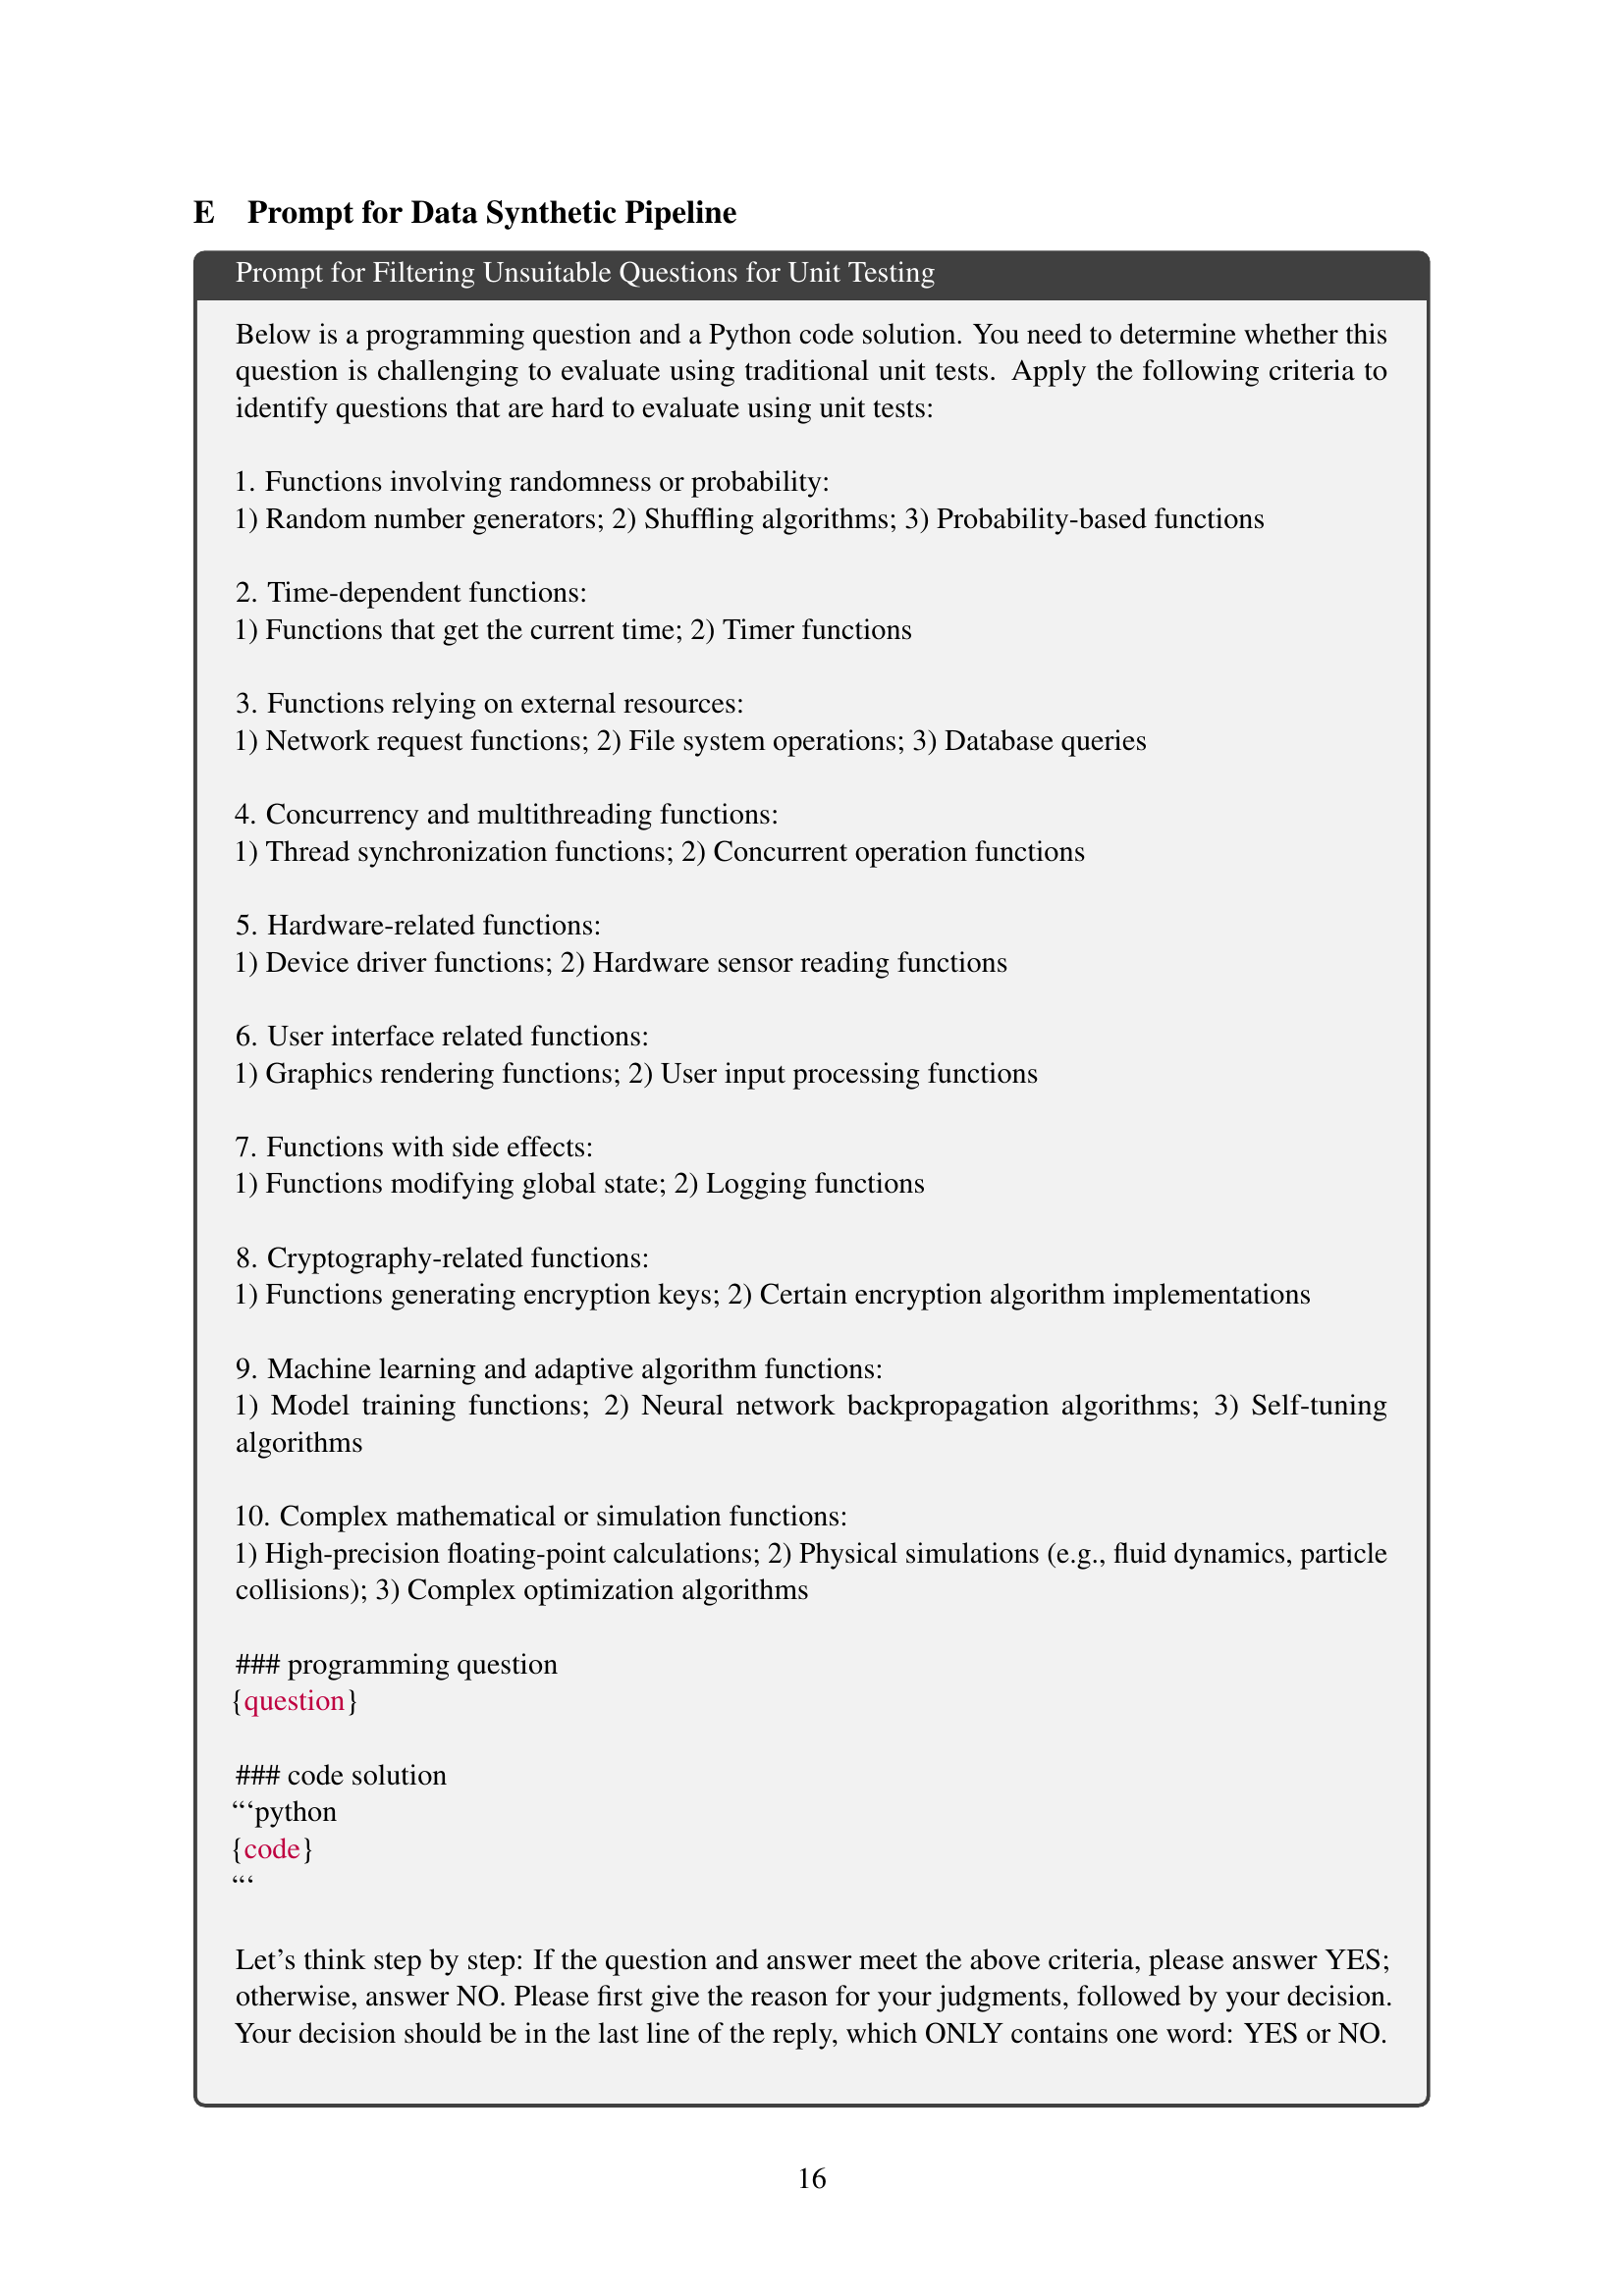 E Prompt for Data Synthetic Pipeline
Prompt for Filtering Unsuitable Questions for Unit Testing
Below is a programming question and a Python code solution. You need to determine whether this
question is challenging to evaluate using traditional unit tests. Apply the following criteria to
identify questions that are hard to evaluate using unit tests:
1. Functions involving randomness or probability:
1) Random number generators; 2) Shuffling algorithms; 3) Probability-based functions
2. Time-dependent functions:
1) Functions that get the current time; 2) Timer functions
3. Functions relying on external resources:
1) Network request functions; 2) File system operations; 3) Database queries
4. Concurrency and multithreading functions:
1) Thread synchronization functions; 2) Concurrent operation functions
5. Hardware-related functions:
1) Device driver functions; 2) Hardware sensor reading functions
6. User interface related functions:
1) Graphics rendering functions; 2) User input processing functions
7. Functions with side effects:
1) Functions modifying global state; 2) Logging functions
8. Cryptography-related functions:
1) Functions generating encryption keys; 2) Certain encryption algorithm implementations
9. Machine learning and adaptive algorithm functions:
1) Model training functions; 2) Neural network backpropagation algorithms; 3) Self-tuning
algorithms
10. Complex mathematical or simulation functions:
1) High-precision floating-point calculations; 2) Physical simulations (e.g., fluid dynamics, particle
collisions); 3) Complex optimization algorithms
### programming question
{question}
### code solution
“‘python
{code}
“‘
Let’s think step by step: If the question and answer meet the above criteria, please answer YES;
otherwise, answer NO. Please first give the reason for your judgments, followed by your decision.
Your decision should be in the last line of the reply, which ONLY contains one word: YES or NO.
16